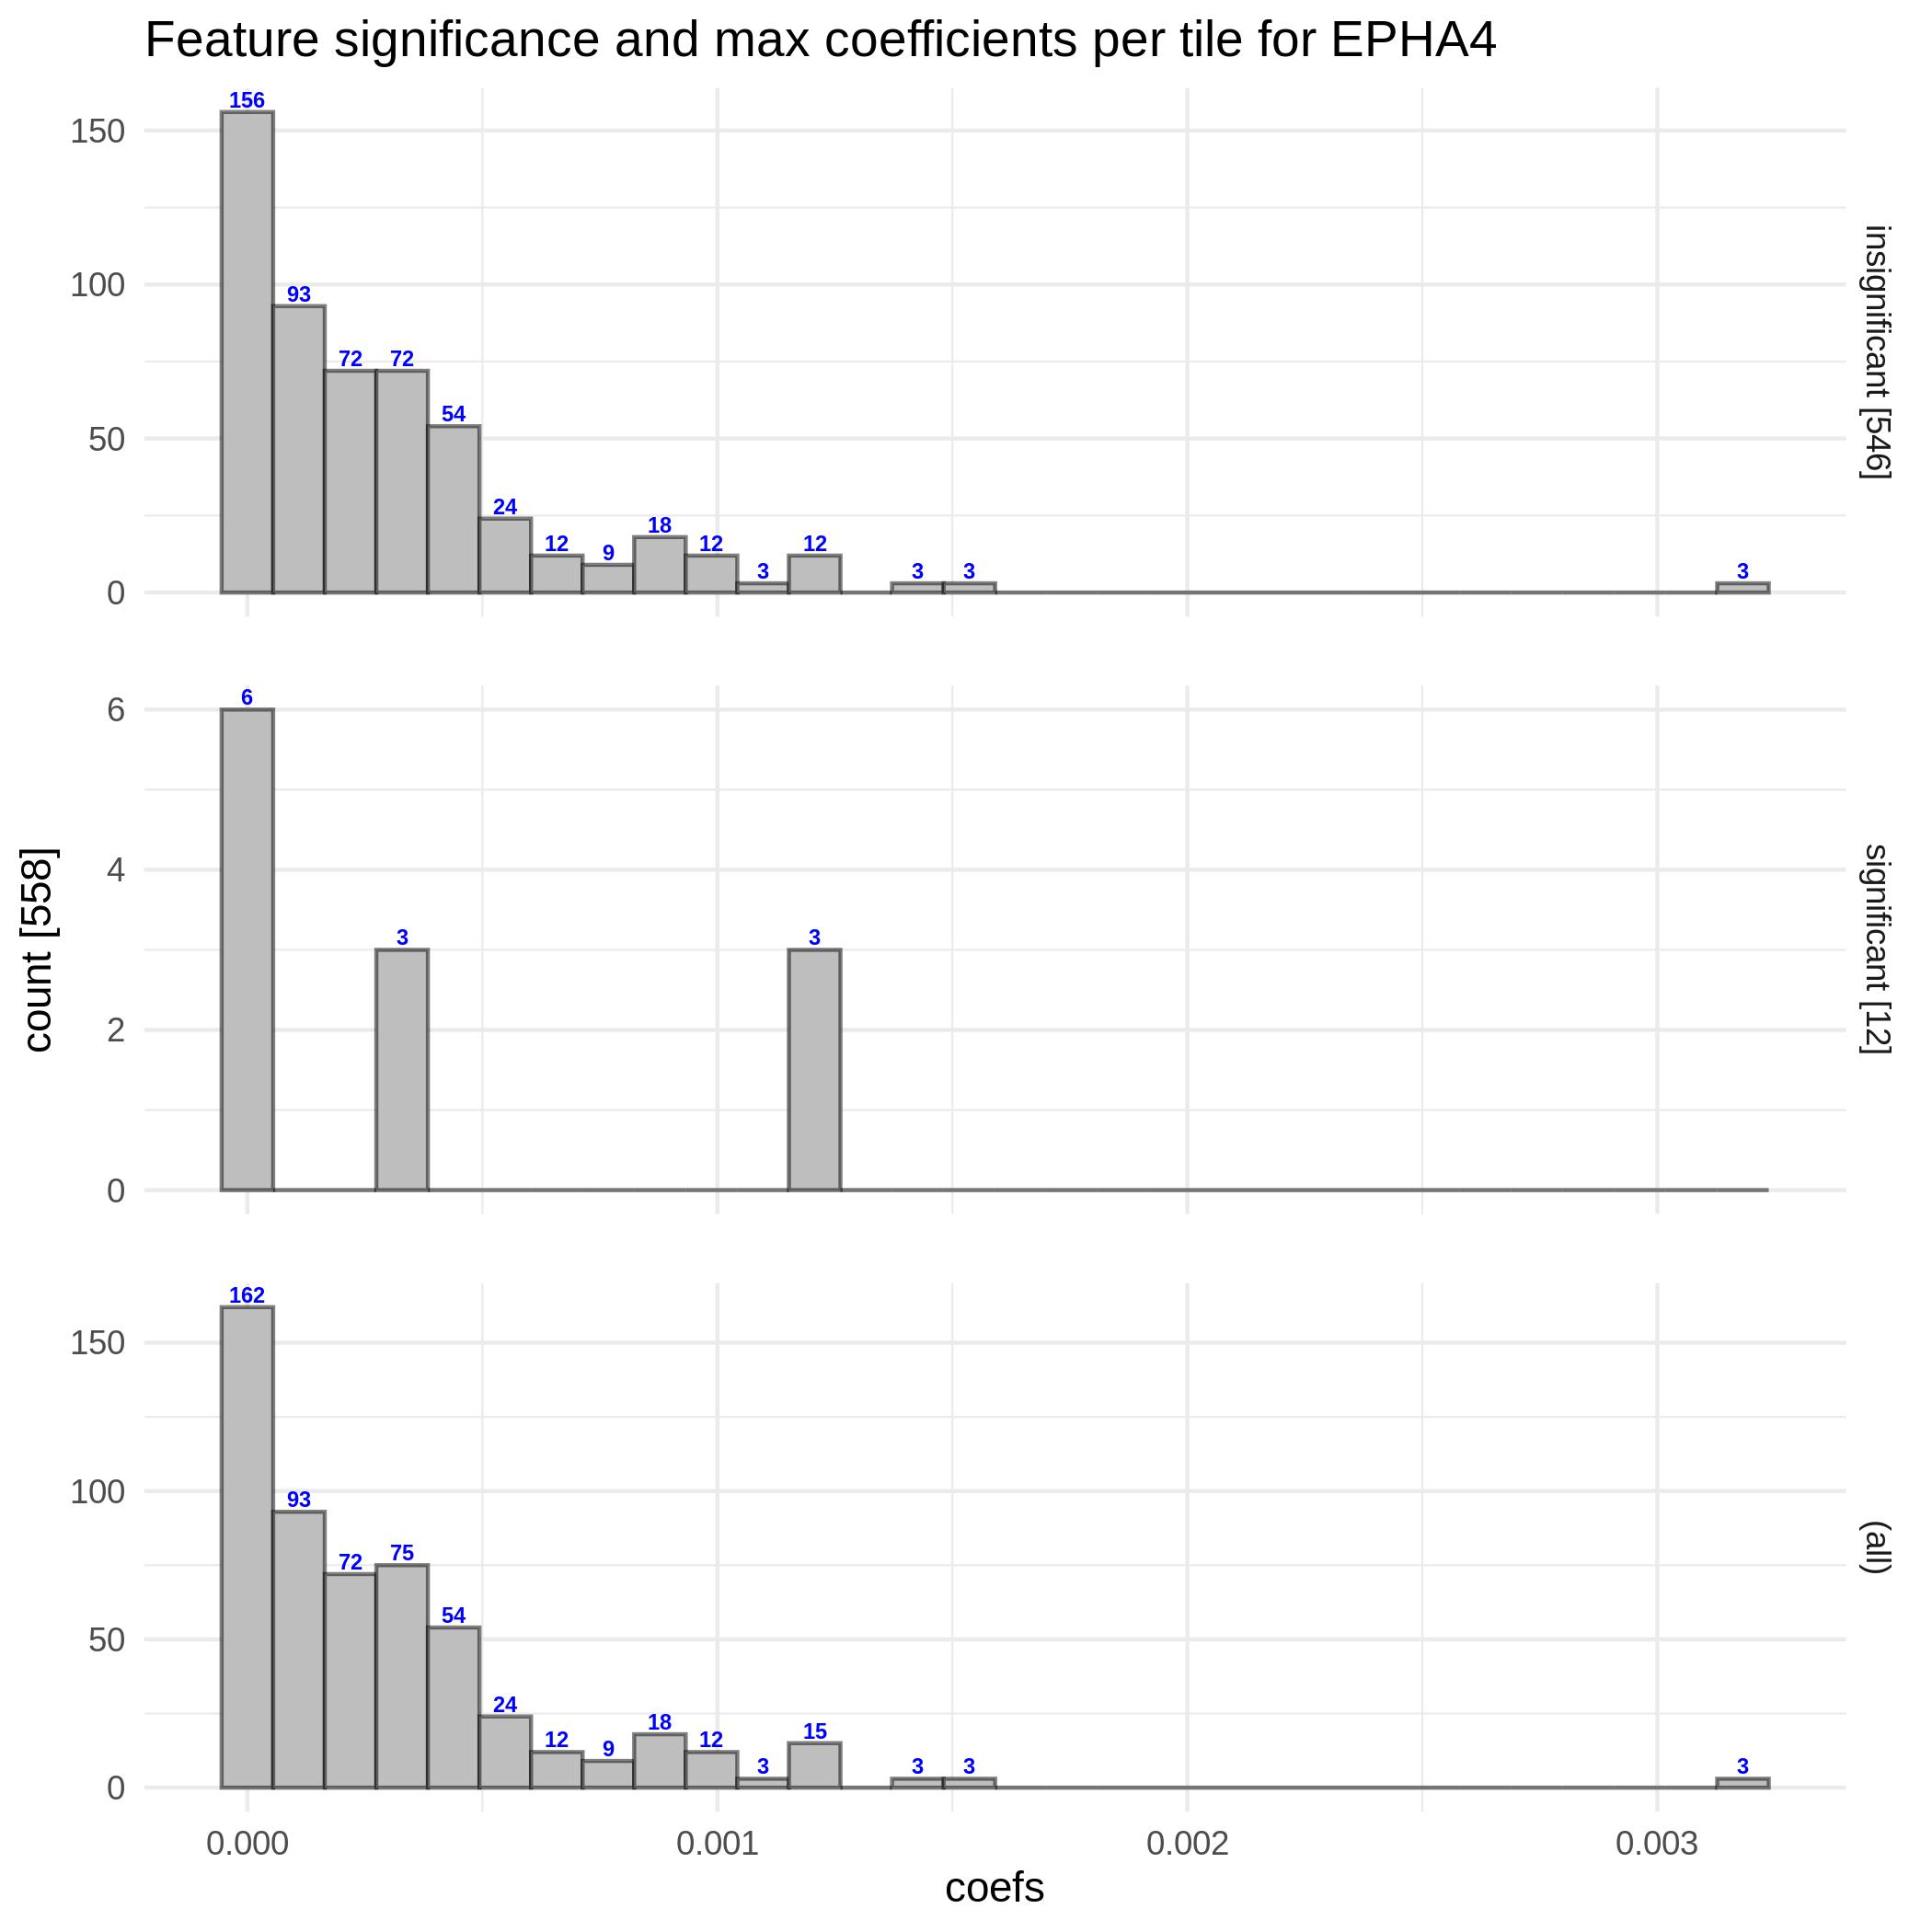 Feature significance and max coefficients per tile for EPHA4
156
150
93
100
72 72
54
50
24
12 9 18 12 3 12 3 3 3
0
insignificant [546]
6
6
4
3 3
2
0
significant [12]
count [558]
162
150
93
100
72 75
54
50
24
12 9 18 12 3 15 3 3 3
0
(all)
0.000 0.001 0.002 0.003
coefs